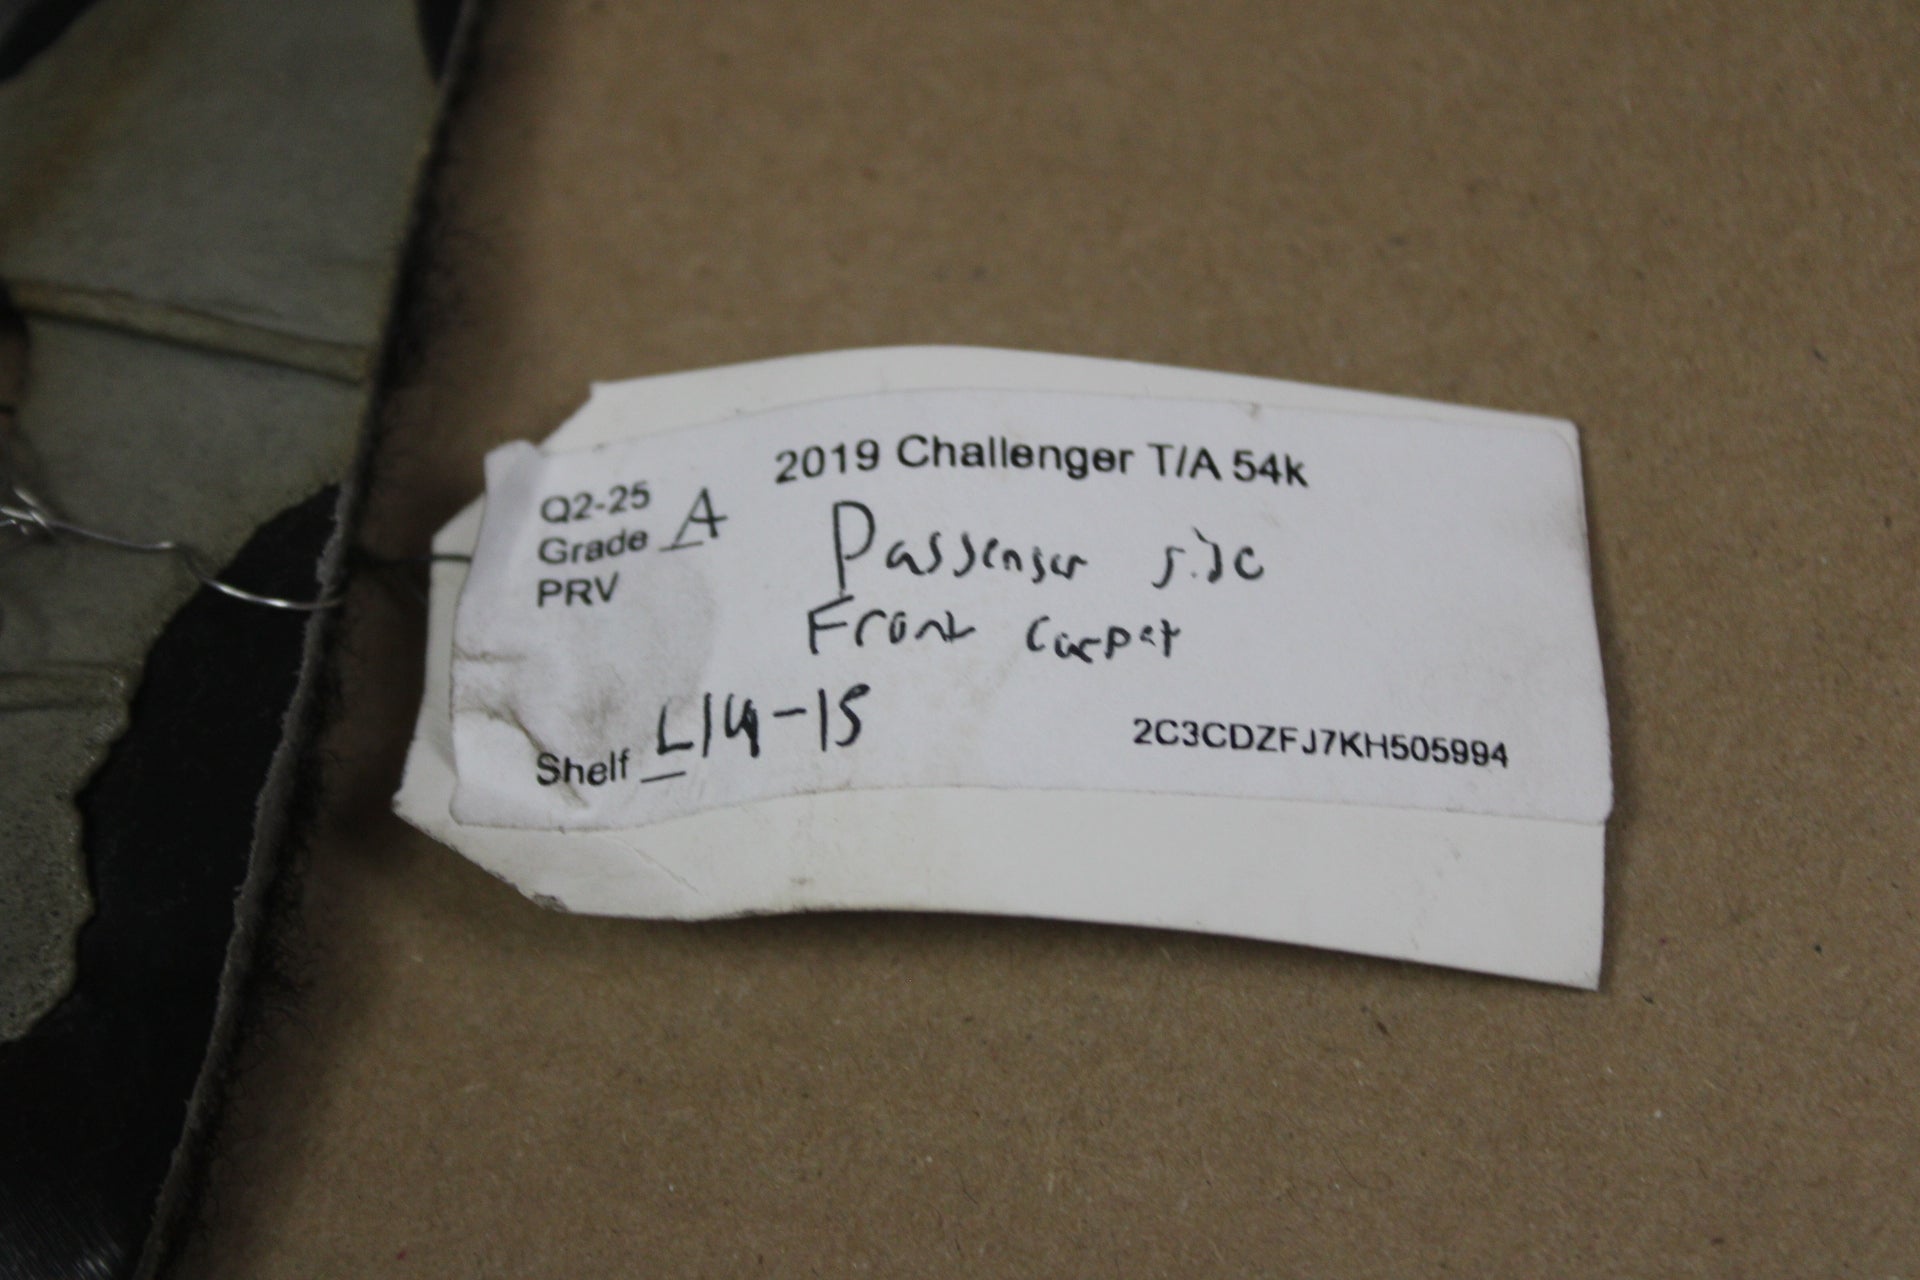 2019 Challenger T/A 54k
Q2-25
Grade A
PRV
Passenger side
Front Carpet
Shelf L14-15
2C3CDZFJ7KH505994